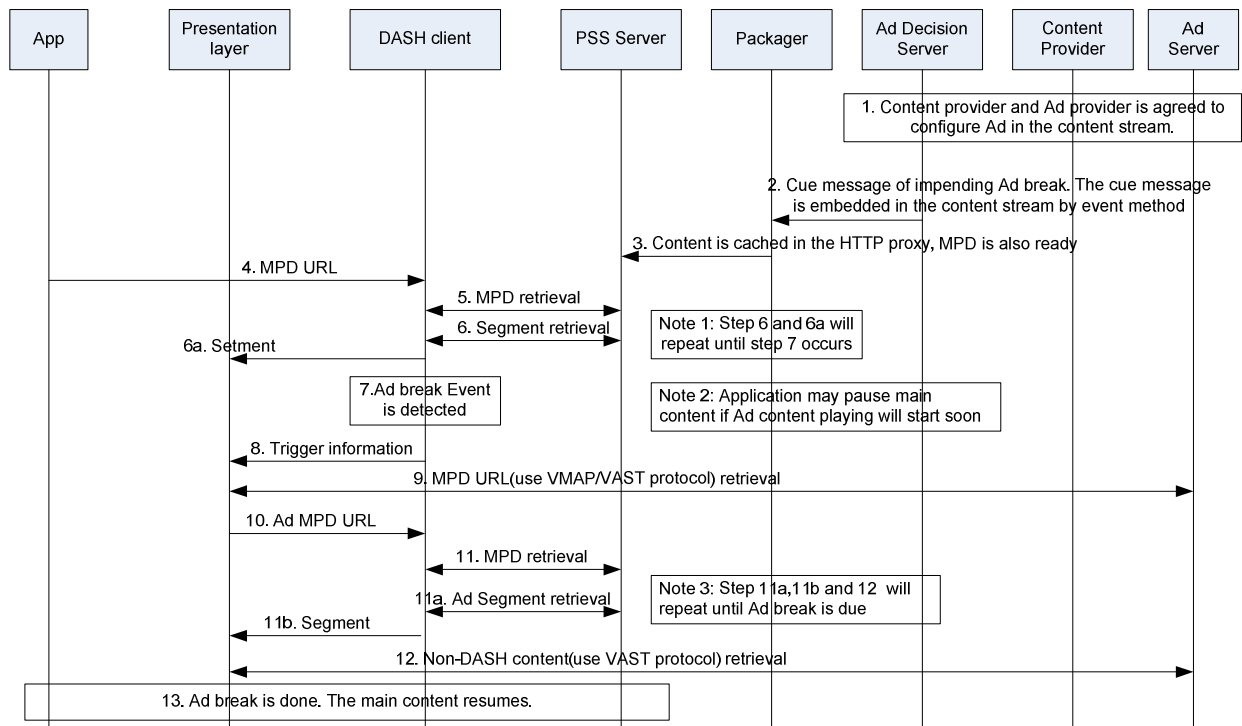 App
Presentation
layer
DASH client
PSS Server
Packager
Ad Decision
Server
Content
Provider
Ad
Server
1. Content provider and Ad provider is agreed to
configure Ad in the content stream.
2. Cue message of impending Ad break. The cue message
is embedded in the content stream by event method
3. Content is cached in the HTTP proxy, MPD is also ready
4. MPD URL
5. MPD retrieval
6. Segment retrieval
Note 1: Step 6 and 6a will
repeat until step 7 occurs
6a. Setment
7.Ad break Event
is detected
Note 2: Application may pause main
content if Ad content playing will start soon
8. Trigger information
9. MPD URL(use VMAP/VAST protocol) retrieval
10. Ad MPD URL
11. MPD retrieval
Note 3: Step 11a,11b and 12 will
repeat until Ad break is due
11a. Ad Segment retrieval
11b. Segment
12. Non-DASH content(use VAST protocol) retrieval
13. Ad break is done. The main content resumes.